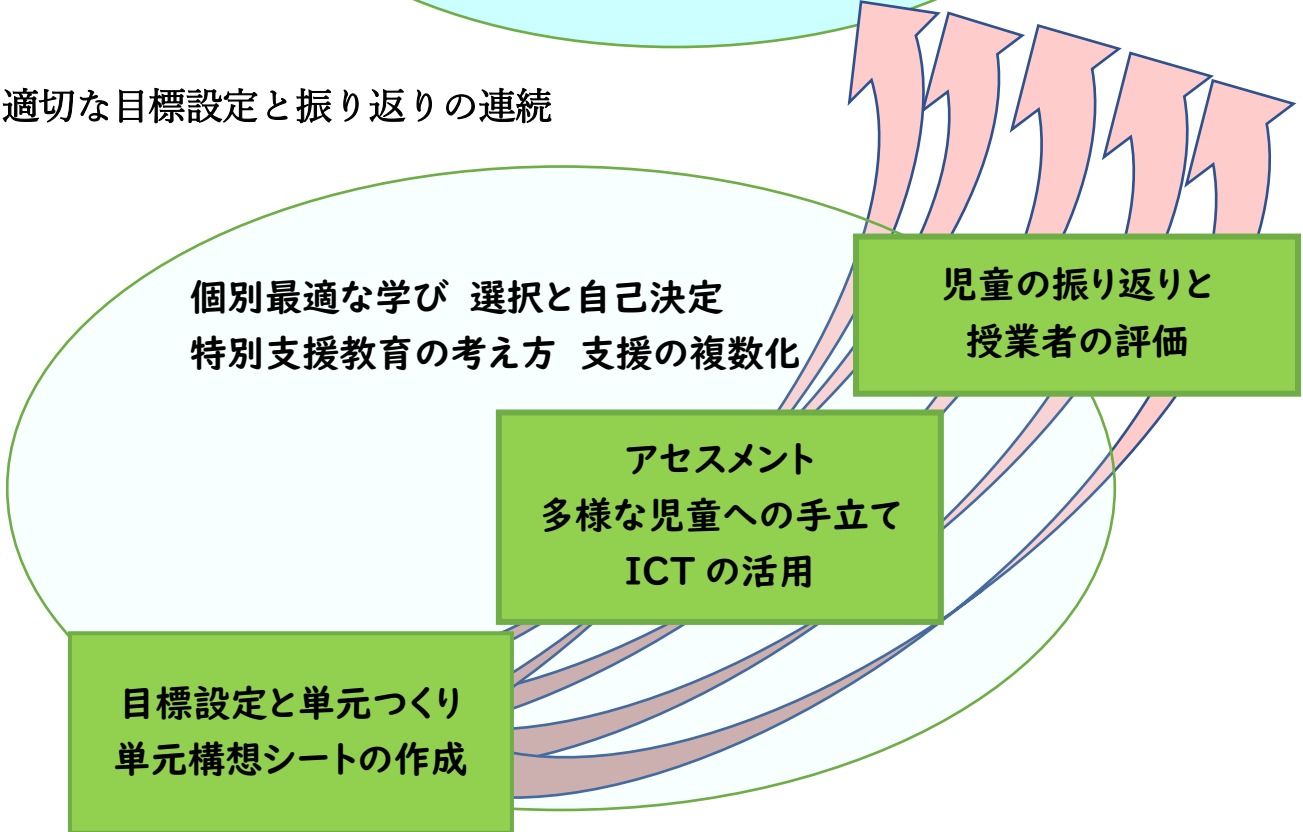 適切な目標設定と振り返りの連続
個別最適な学び 選択と自己決定
特別支援教育の考え方 支援の複数化
児童の振り返りと
授業者の評価
アセスメント
多様な児童への手立て
ICT の活用
目標設定と単元つくり
単元構想シートの作成